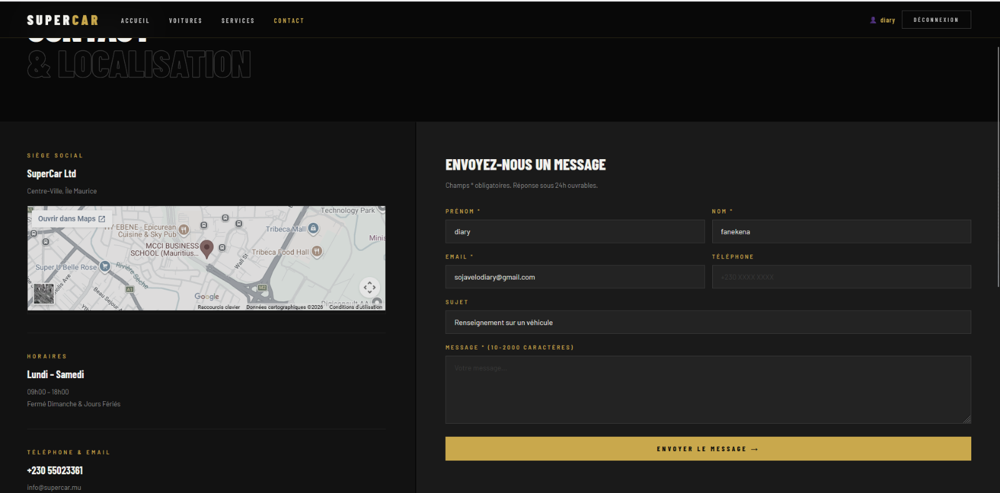 SUPERCAR
ACCUEIL
VOITURES
SERVICES
CONTACT
diary
DÉCONNEXION
CONTACT
& LOCALISATION
SIÈGE SOCIAL
SuperCar Ltd
Centre-Ville, Île Maurice
Ouvrir dans Maps
Technology Park
EBENE - Epicurean
Cuisine & Sky Pub
Tribeca Mall
Minis
MCCI BUSINESS
SCHOOL (Mauritius...
Tribeca Food Hall
Wall St
Super U Belle Rose
Rivière Sèche
A1
M2
Beau Sejour A
Google
Raccourcis clavier
Données cartographiques ©2026
Conditions d'utilisation
HORAIRES
Lundi – Samedi
09h00 – 18h00
Fermé Dimanche & Jours Fériés
TÉLÉPHONE & EMAIL
+230 55023361
info@supercar.mu
ENVOYEZ-NOUS UN MESSAGE
Champs * obligatoires. Réponse sous 24h ouvrables.
PRÉNOM *
NOM *
diary
fanekena
EMAIL *
TÉLÉPHONE
sojavelodiary@gmail.com
+230 XXXX XXXX
SUJET
Renseignement sur un véhicule
MESSAGE * (10-2000 CARACTÈRES)
Votre message...
ENVOYER LE MESSAGE →